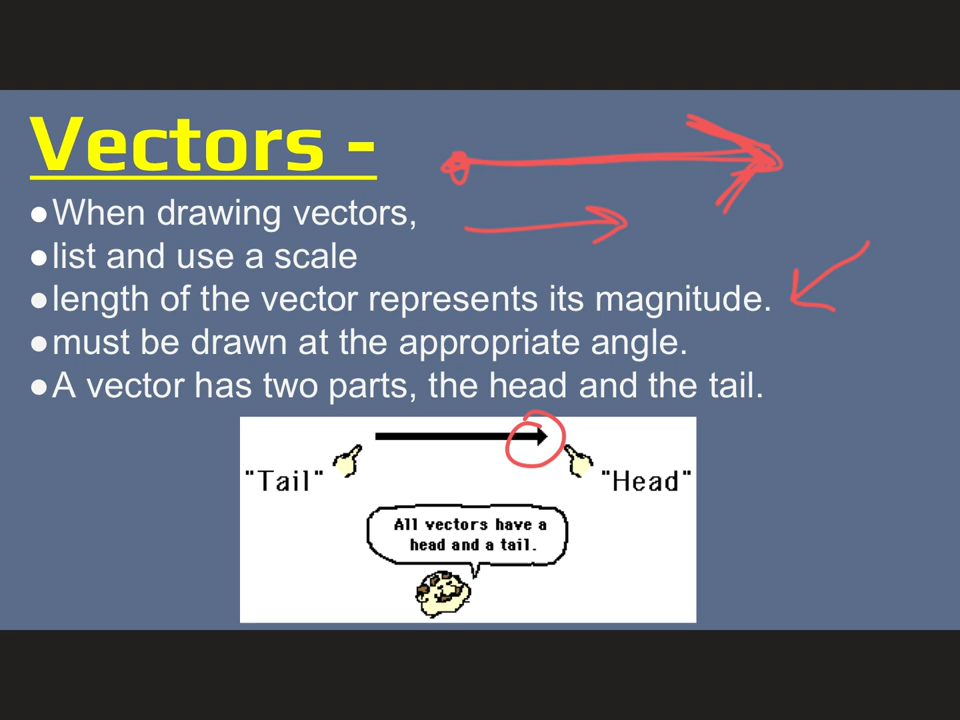 Vectors -
●When drawing vectors,
●list and use a scale
●length of the vector represents its magnitude.
●must be drawn at the appropriate angle.
●A vector has two parts, the head and the tail.
"Tail"
"Head"
All vectors have a
head and a tail.